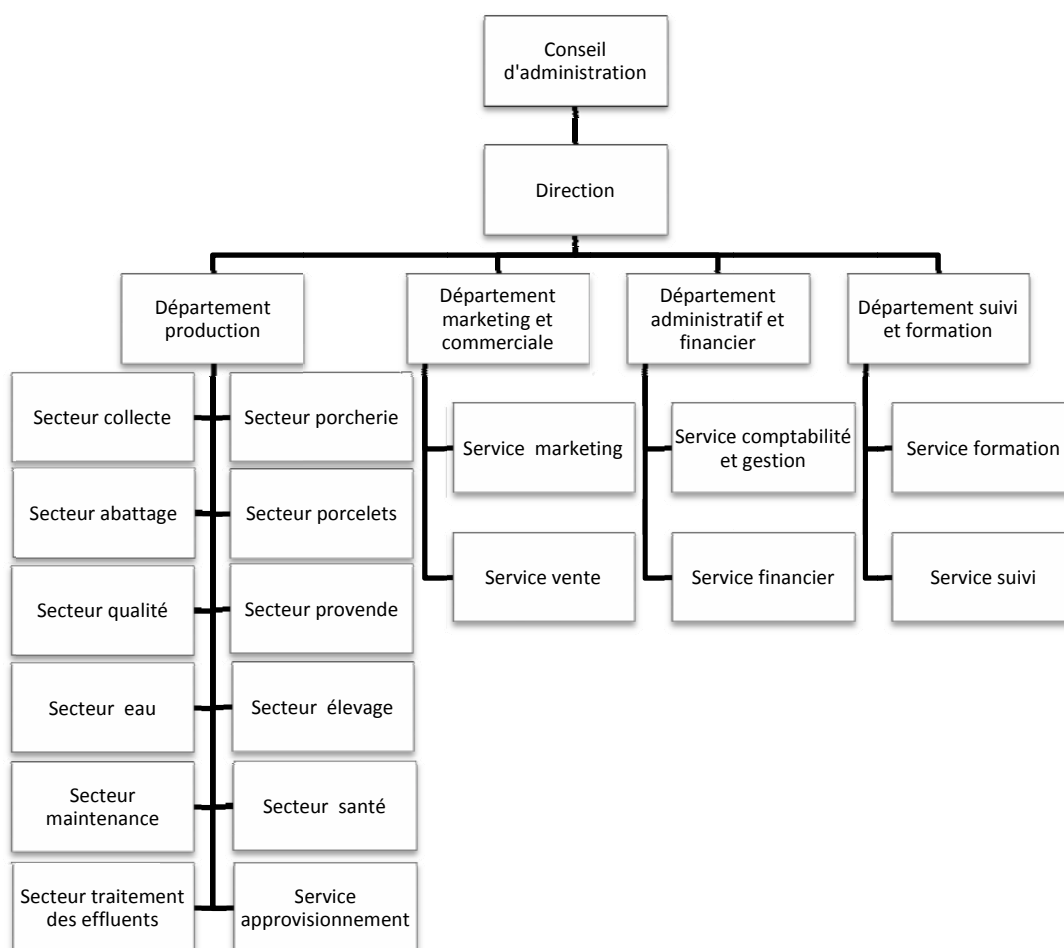 Conseil
d'administration
Direction
Département
production
Département
marketing et
commerciale
Département
administratif et
financier
Département suivi
et formation
Secteur collecte
Secteur porcherie
Service  marketing
Service comptabilité
et gestion
Service formation
Secteur abattage
Secteur porcelets
Service vente
Service financier
Service suivi
Secteur qualité
Secteur provende
Secteur  eau
Secteur  élevage
Secteur
maintenance
Secteur  santé
Secteur traitement
des effluents
Service
approvisionnement